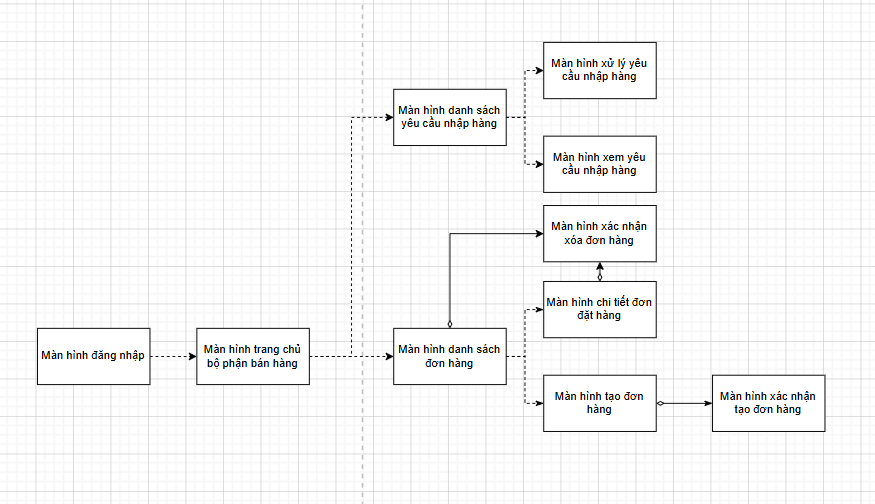 Màn hình xử lý yêu
cầu nhập hàng
Màn hình danh sách
yêu cầu nhập hàng
Màn hình xem yêu
cầu nhập hàng
Màn hình xác nhận
xóa đơn hàng
Màn hình chi tiết đơn
đặt hàng
Màn hình đăng nhập
Màn hình trang chủ
bộ phận bán hàng
Màn hình danh sách
đơn hàng
Màn hình tạo đơn
hàng
Màn hình xác nhận
tạo đơn hàng